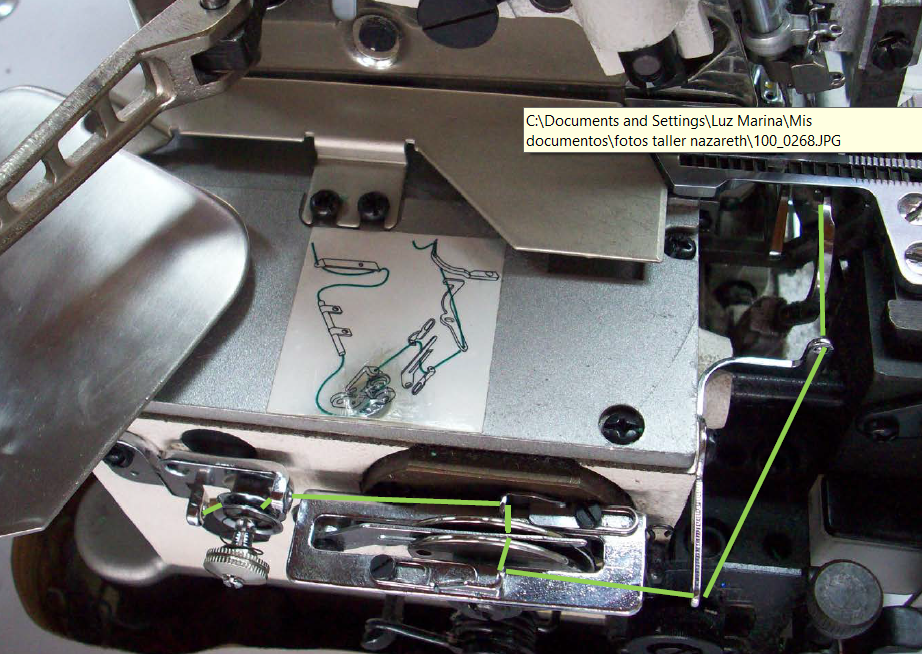 C:\Documents and Settings\Luz Marina\Mis
documentos\fotos taller nazareth\100_0268.JPG